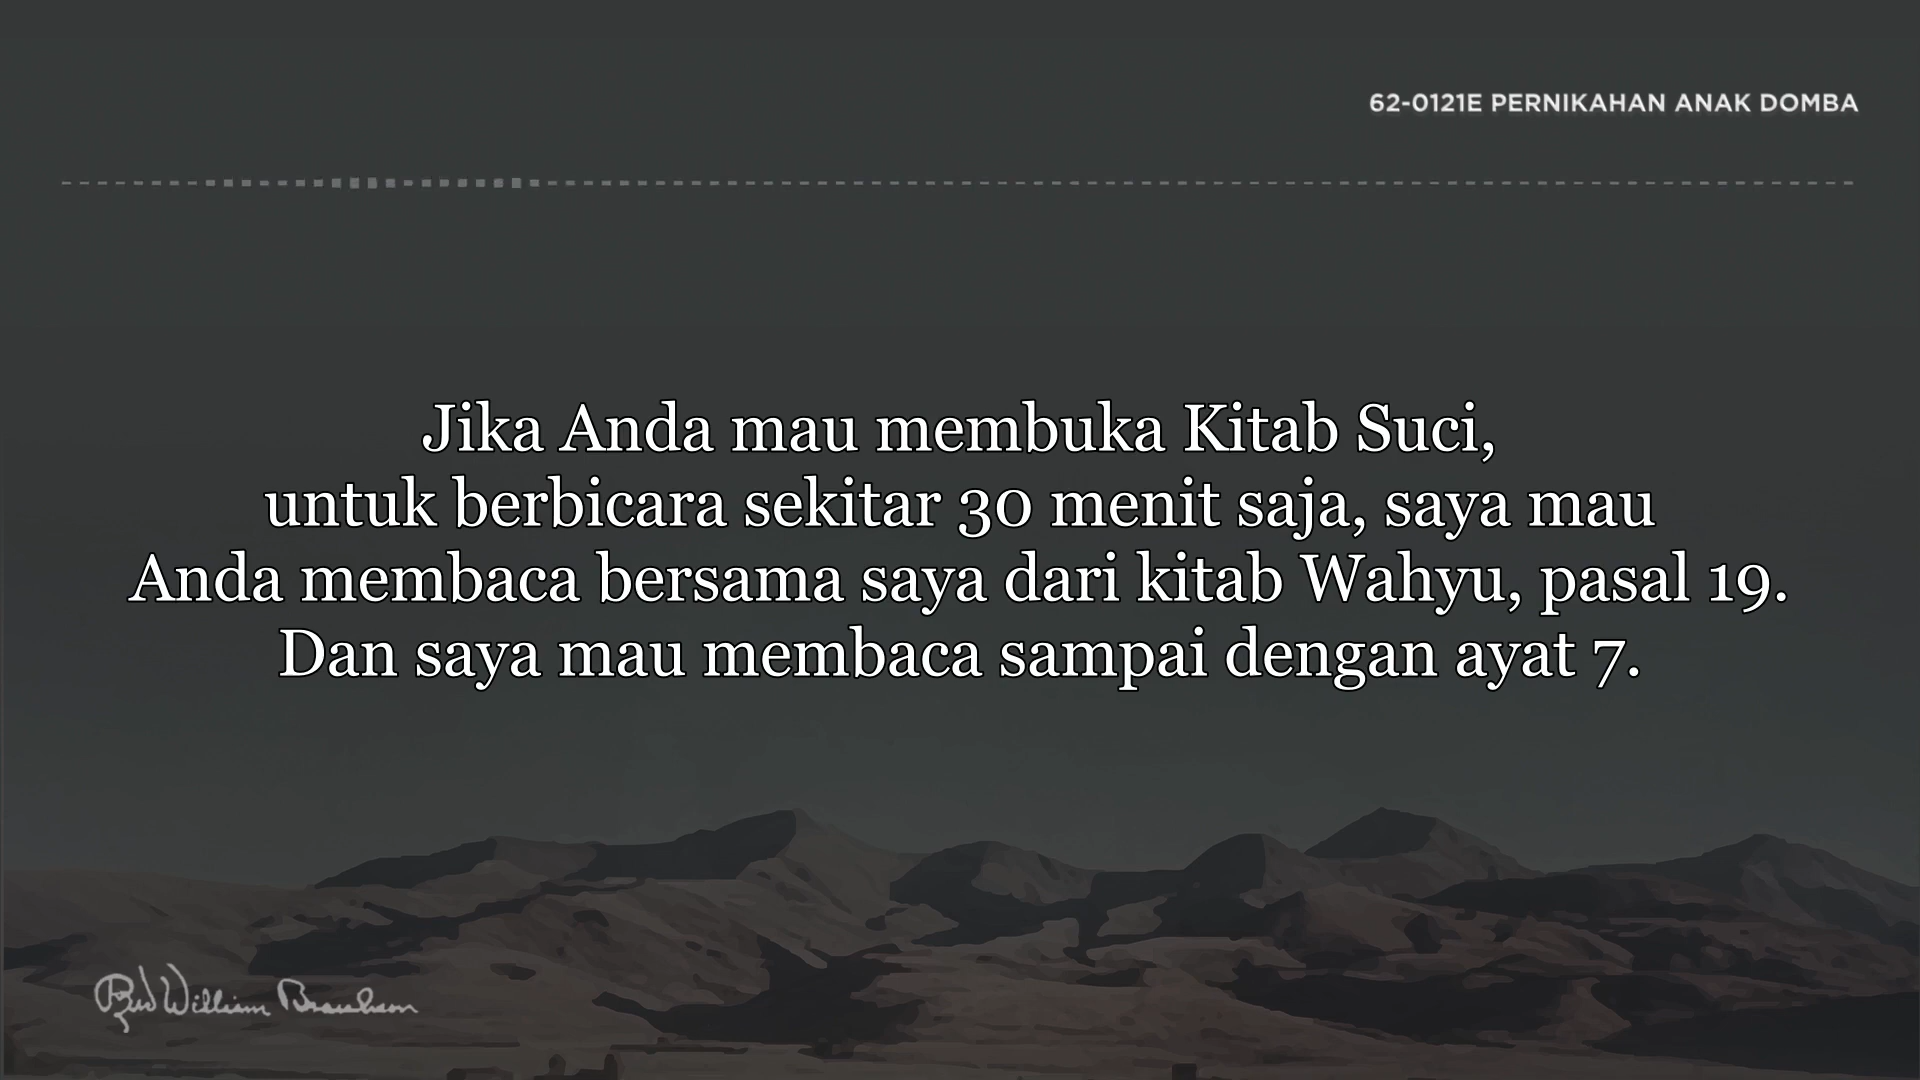 62-0121E PERNIKAHAN ANAK DOMBA
Jika Anda mau membuka Kitab Suci,
untuk berbicara sekitar 30 menit saja, saya mau
Anda membaca bersama saya dari kitab Wahyu, pasal 19.
Dan saya mau membaca sampai dengan ayat 7.
Rev William Branham